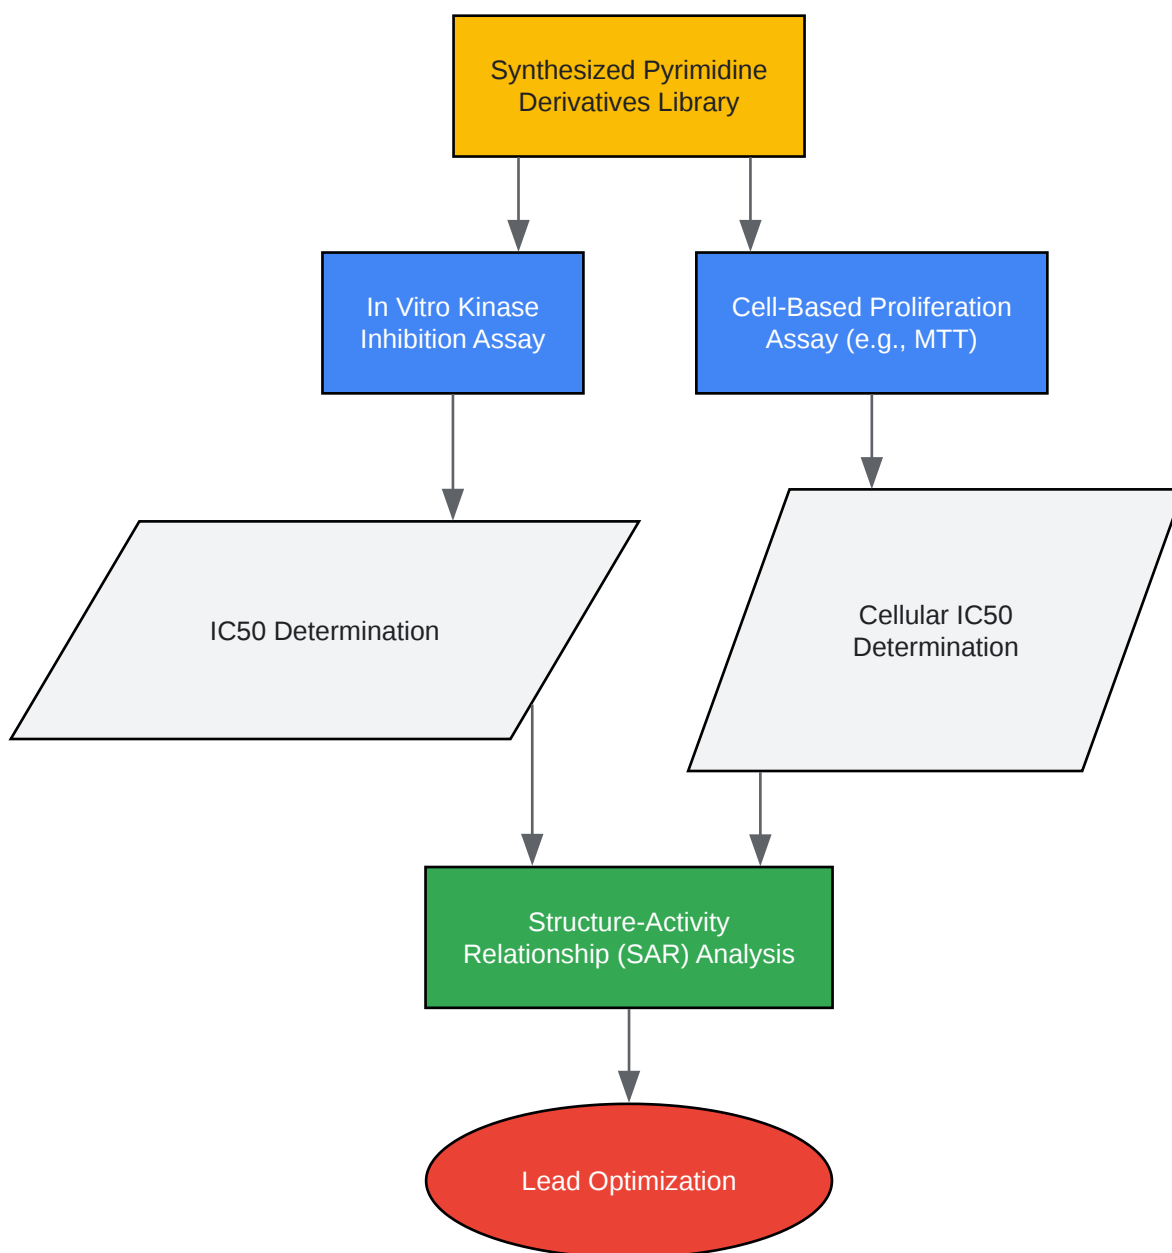 Synthesized Pyrimidine
Derivatives Library
In Vitro Kinase
Inhibition Assay
Cell-Based Proliferation
Assay (e.g., MTT)
IC50 Determination
Cellular IC50
Determination
Structure-Activity
Relationship (SAR) Analysis
Lead Optimization